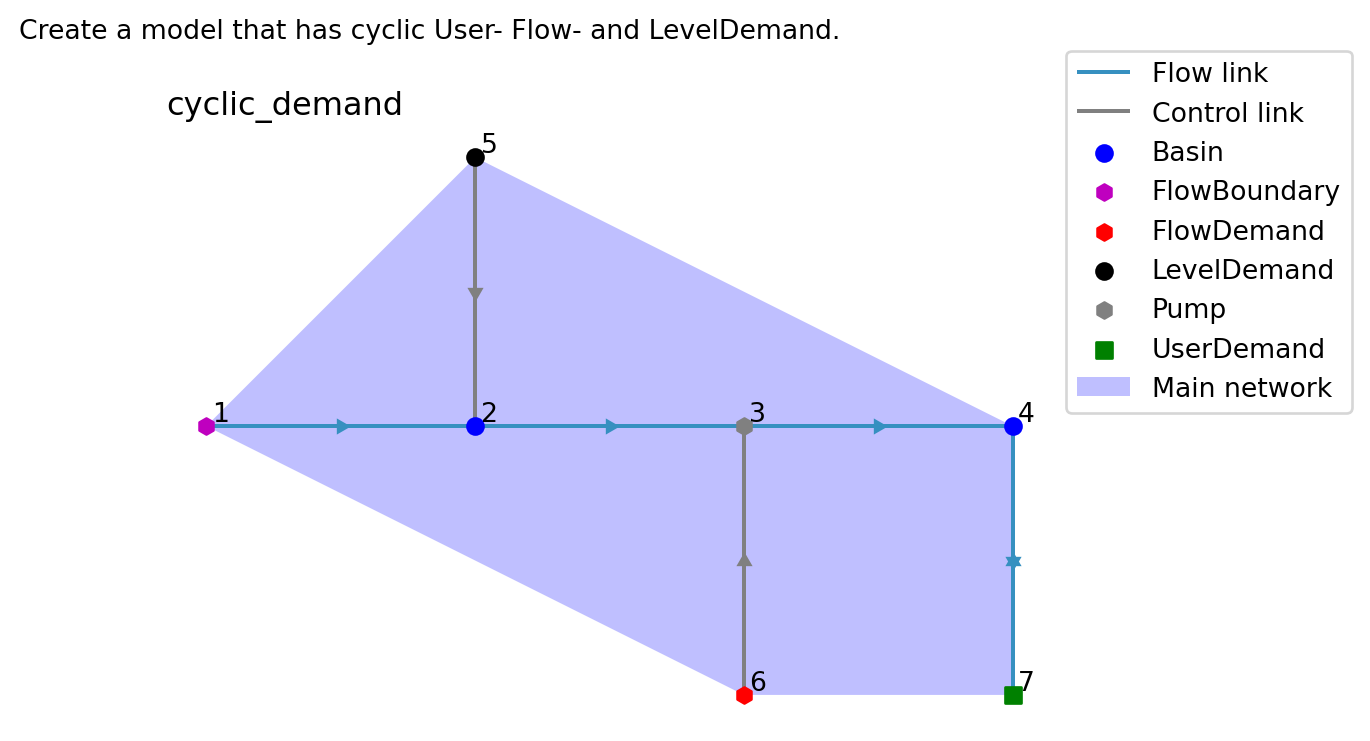 Create a model that has cyclic User- Flow- and LevelDemand.
cyclic_demand
Flow link
Control link
Basin
FlowBoundary
FlowDemand
LevelDemand
Pump
UserDemand
Main network
5
1
2
3
4
6
7